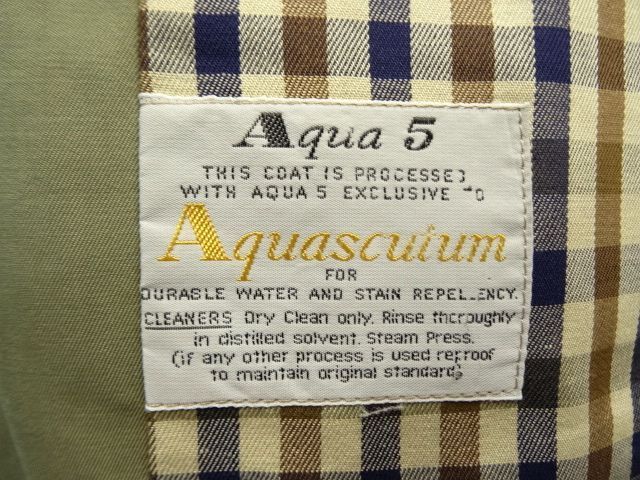 Aqua 5
THIS COAT IS PROCESSED
WITH AQUA 5 EXCLUSIVE TO
Aquascutum
FOR
DURABLE WATER AND STAIN REPELLENCY.
CLEANERS Dry Clean only. Rinse thoroughly
in distilled solvent. Steam Press.
(if any other process is used reproof
to maintain original standard)